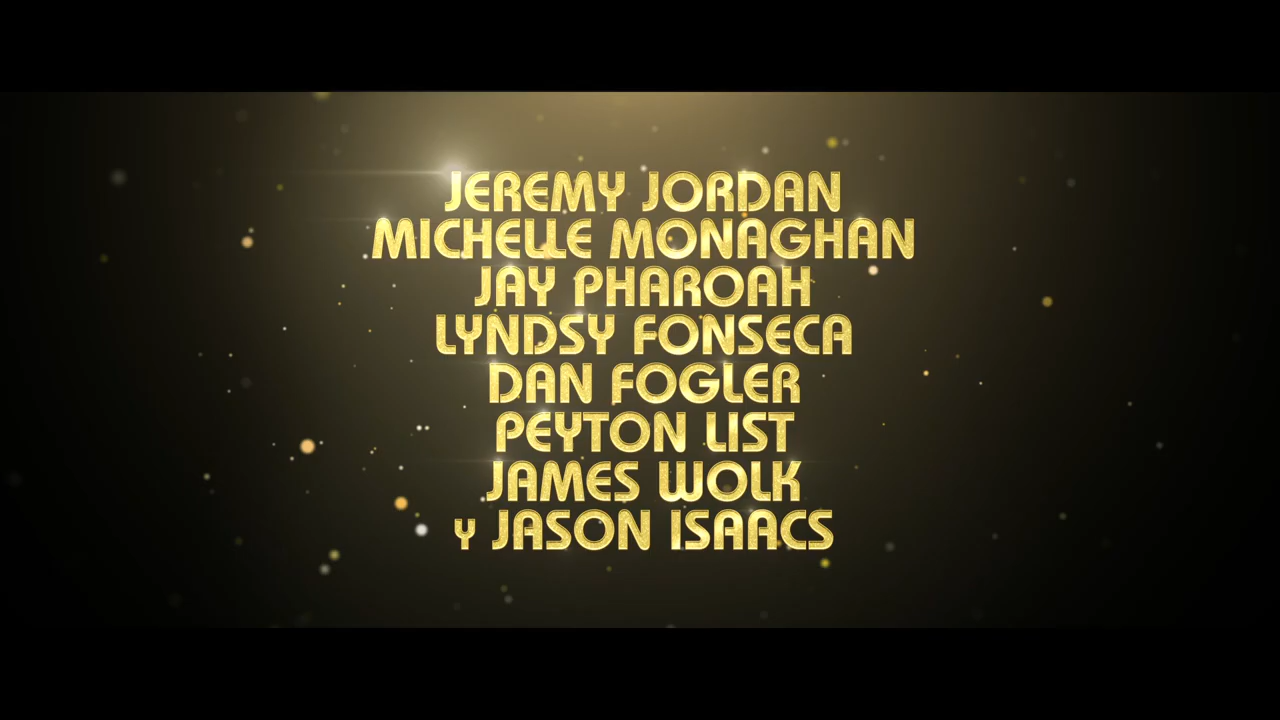 JEREMY JORDAN
MICHELLE MONAGHAN
JAY PHAROAH
LYNDSY FONSECA
DAN FOGLER
PEYTON LIST
JAMES WOLK
Y JASON ISAACS